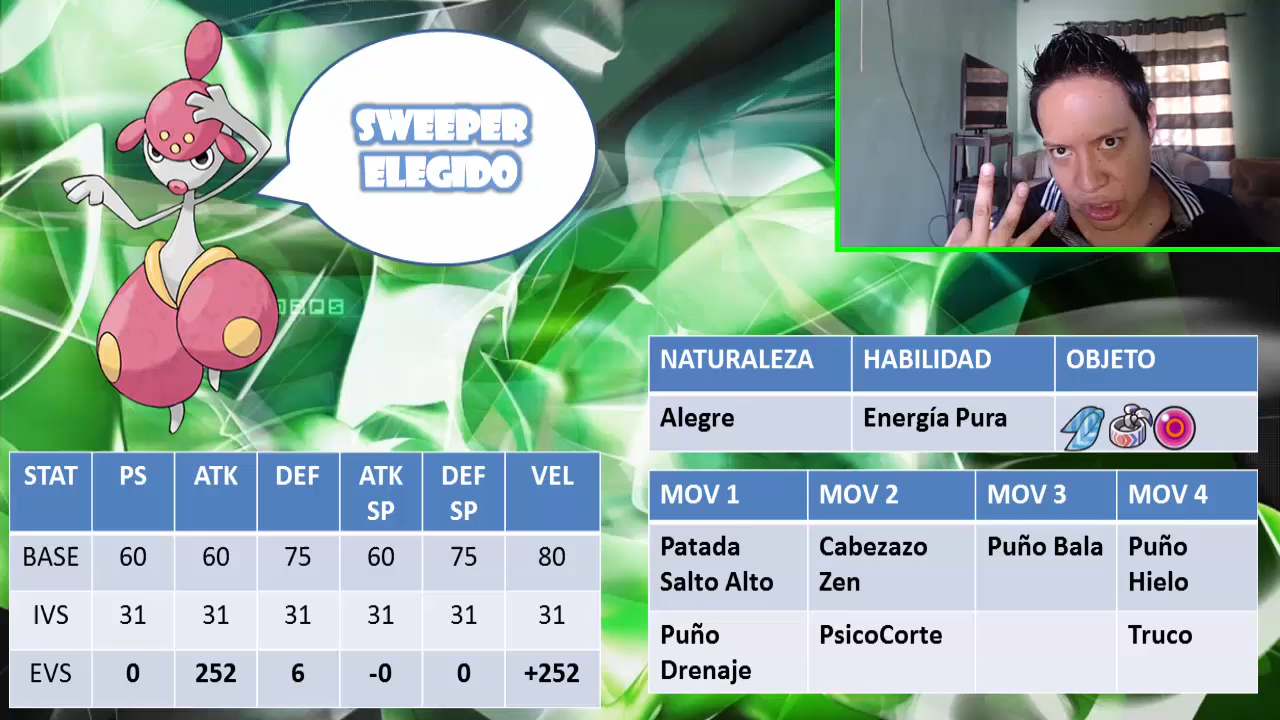 SWEEPER
ELEGIDO
NATURALEZA HABILIDAD OBJETO
Alegre Energía Pura
STAT PS ATK DEF ATK SP DEF SP VEL
BASE 60 60 75 60 75 80
IVS 31 31 31 31 31 31
EVS 0 252 6 -0 0 +252
MOV 1 MOV 2 MOV 3 MOV 4
Patada Salto Alto Cabezazo Zen Puño Bala Puño Hielo
Puño Drenaje PsicoCorte Truco